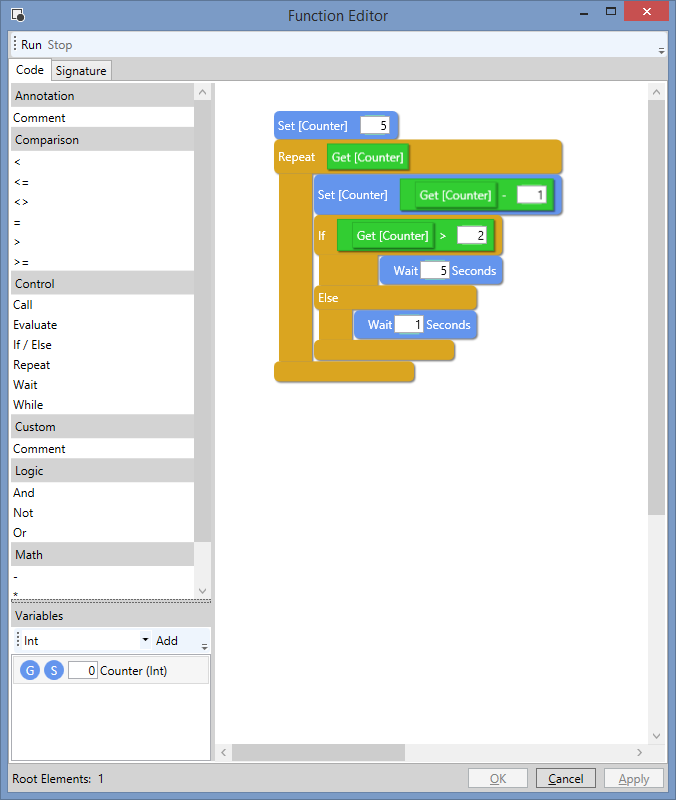 Function Editor
Run Stop
Code Signature
Annotation
Comment
Comparison
<
<=
<>
=
>
>=
Control
Call
Evaluate
If / Else
Repeat
Wait
While
Custom
Comment
Logic
And
Not
Or
Math
-
*
Variables
Int Add
G S 0 Counter (Int)
Set [Counter] 5
Repeat Get [Counter]
Set [Counter] Get [Counter] - 1
If Get [Counter] > 2
Wait 5 Seconds
Else
Wait 1 Seconds
Root Elements: 1
OK Cancel Apply